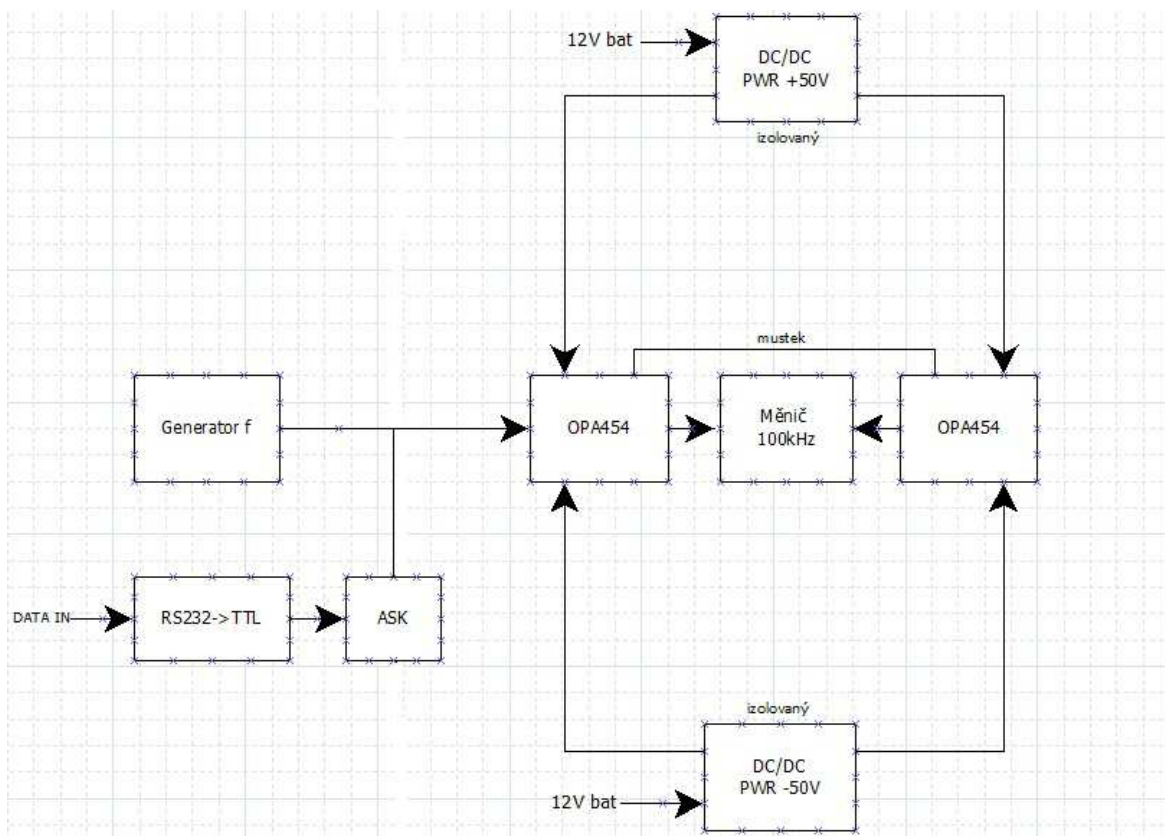 12V bat
DC/DC
PWR +50V
izolovaný
mustek
Generator f
OPA454
Měnič
100kHz
OPA454
DATA IN
RS232->TTL
ASK
izolovaný
DC/DC
PWR -50V
12V bat